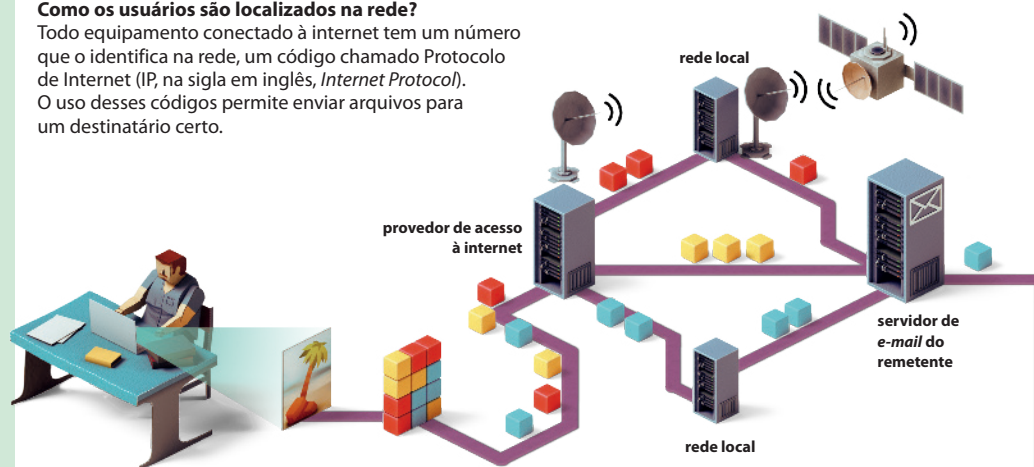 Como os usuários são localizados na rede?
Todo equipamento conectado à internet tem um número
que o identifica na rede, um código chamado Protocolo
de Internet (IP, na sigla em inglês, Internet Protocol).
O uso desses códigos permite enviar arquivos para
um destinatário certo.
rede local
provedor de acesso
à internet
servidor de
e-mail do
remetente
rede local